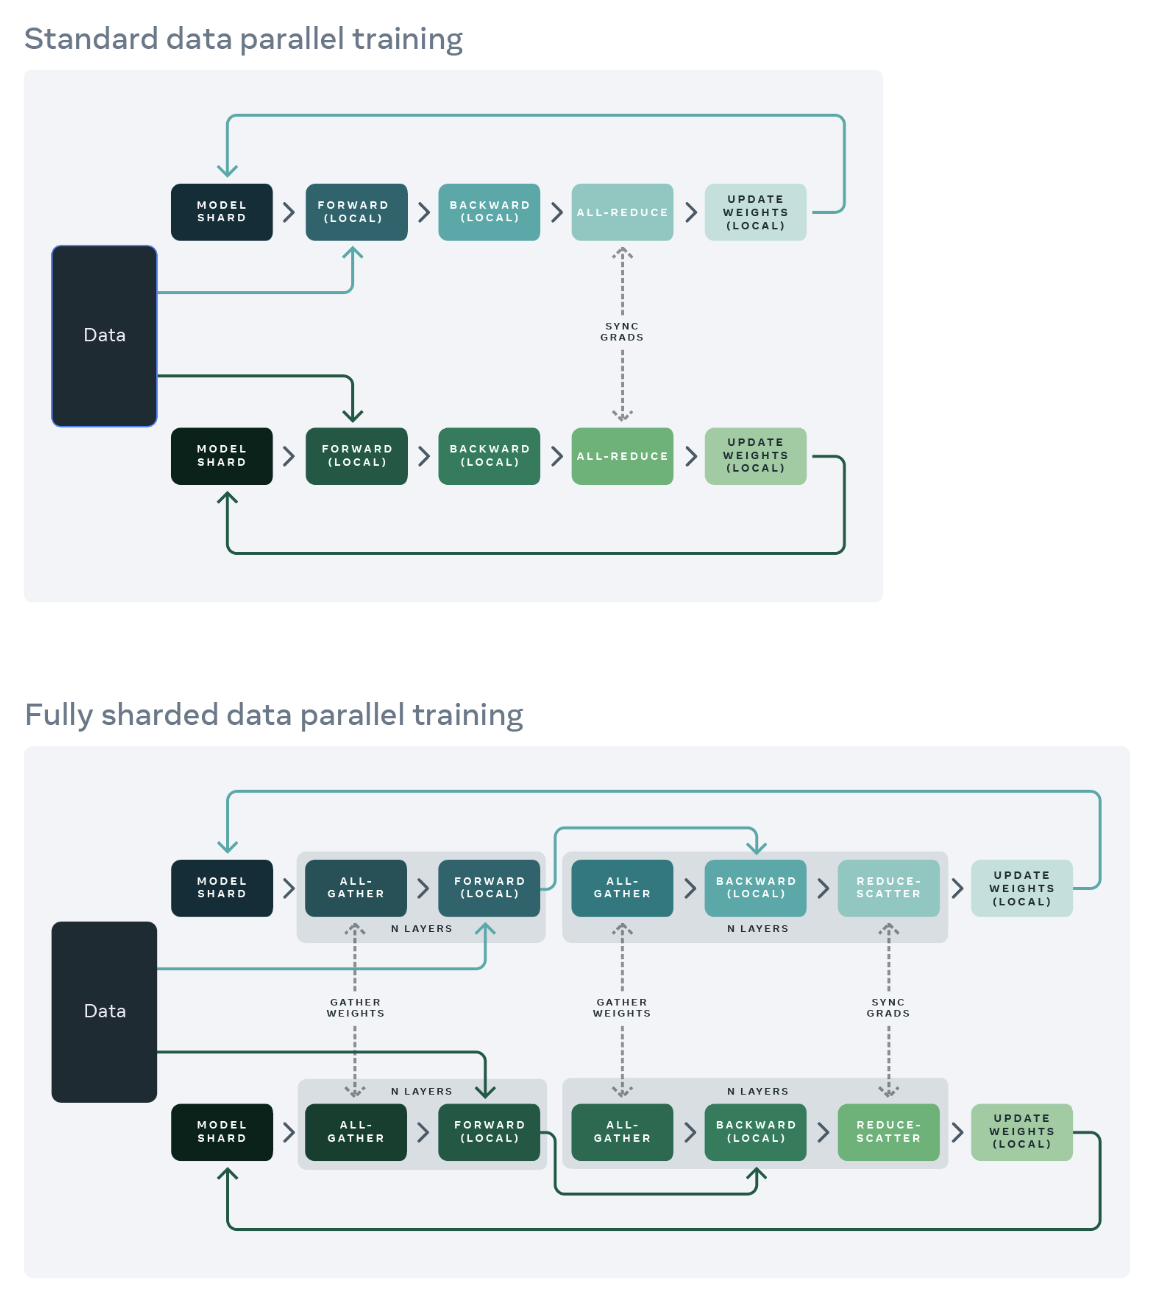 Standard data parallel training
MODEL
SHARD
FORWARD
(LOCAL)
BACKWARD
(LOCAL)
ALL-REDUCE
UPDATE
WEIGHTS
(LOCAL)
Data
SYNC
GRADS
MODEL
SHARD
FORWARD
(LOCAL)
BACKWARD
(LOCAL)
ALL-REDUCE
UPDATE
WEIGHTS
(LOCAL)
Fully sharded data parallel training
MODEL
SHARD
ALL-
GATHER
FORWARD
(LOCAL)
N LAYERS
ALL-
GATHER
BACKWARD
(LOCAL)
REDUCE-
SCATTER
N LAYERS
UPDATE
WEIGHTS
(LOCAL)
Data
GATHER
WEIGHTS
GATHER
WEIGHTS
SYNC
GRADS
MODEL
SHARD
N LAYERS
ALL-
GATHER
FORWARD
(LOCAL)
N LAYERS
ALL-
GATHER
BACKWARD
(LOCAL)
REDUCE-
SCATTER
UPDATE
WEIGHTS
(LOCAL)